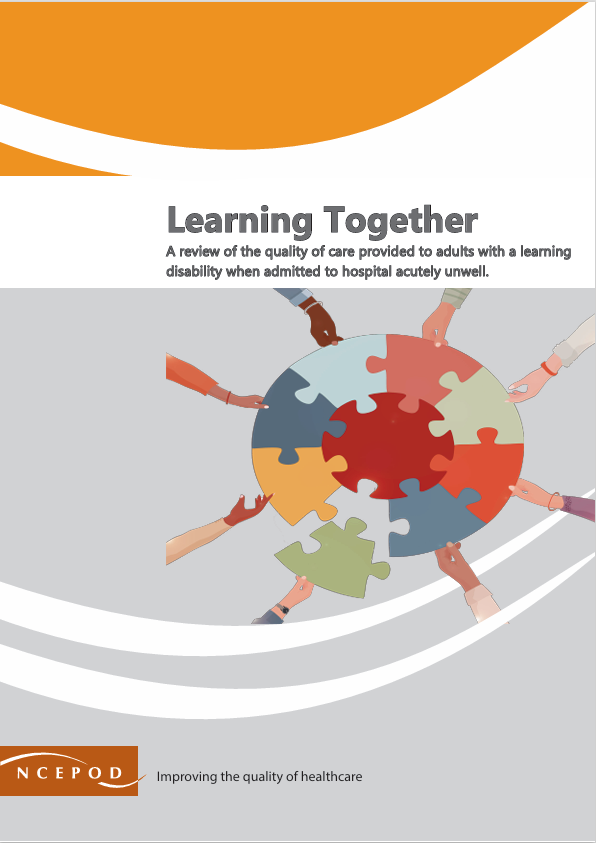 Learning Together
A review of the quality of care provided to adults with a learning
disability when admitted to hospital acutely unwell.
NCEPOD
Improving the quality of healthcare